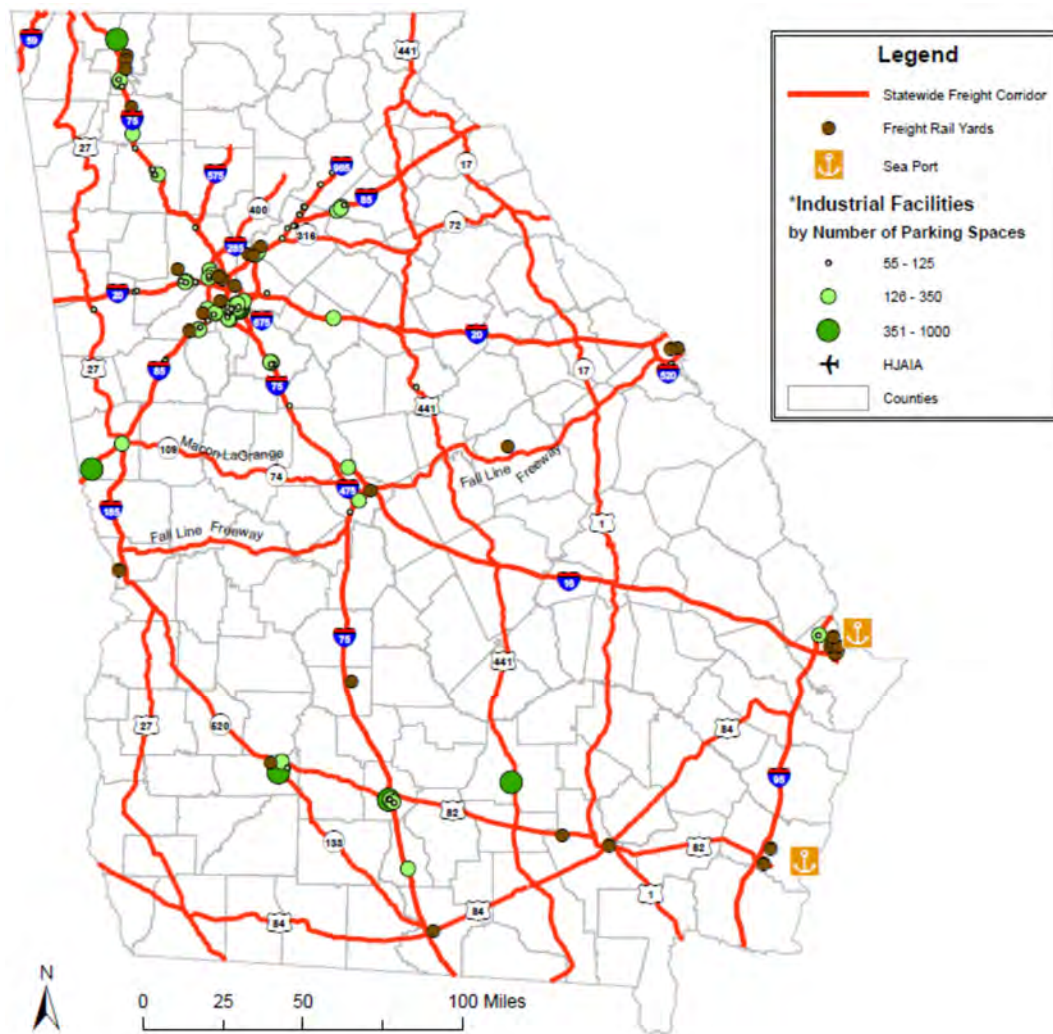 441
59
75
27
985
17
575
85
400
72
316
285
20
675
20
27
85
75
520
17
441
109
Macon-LaGrange
74
475
Fall Line Freeway
185
1
Fall Line Freeway
16
75
441
27
520
84
95
82
133
82
1
84
84
Legend
Statewide Freight Corridor
Freight Rail Yards
Sea Port
*Industrial Facilities
by Number of Parking Spaces
55 - 125
126 - 350
351 - 1000
HJAIA
Counties
N
0 25 50 100 Miles